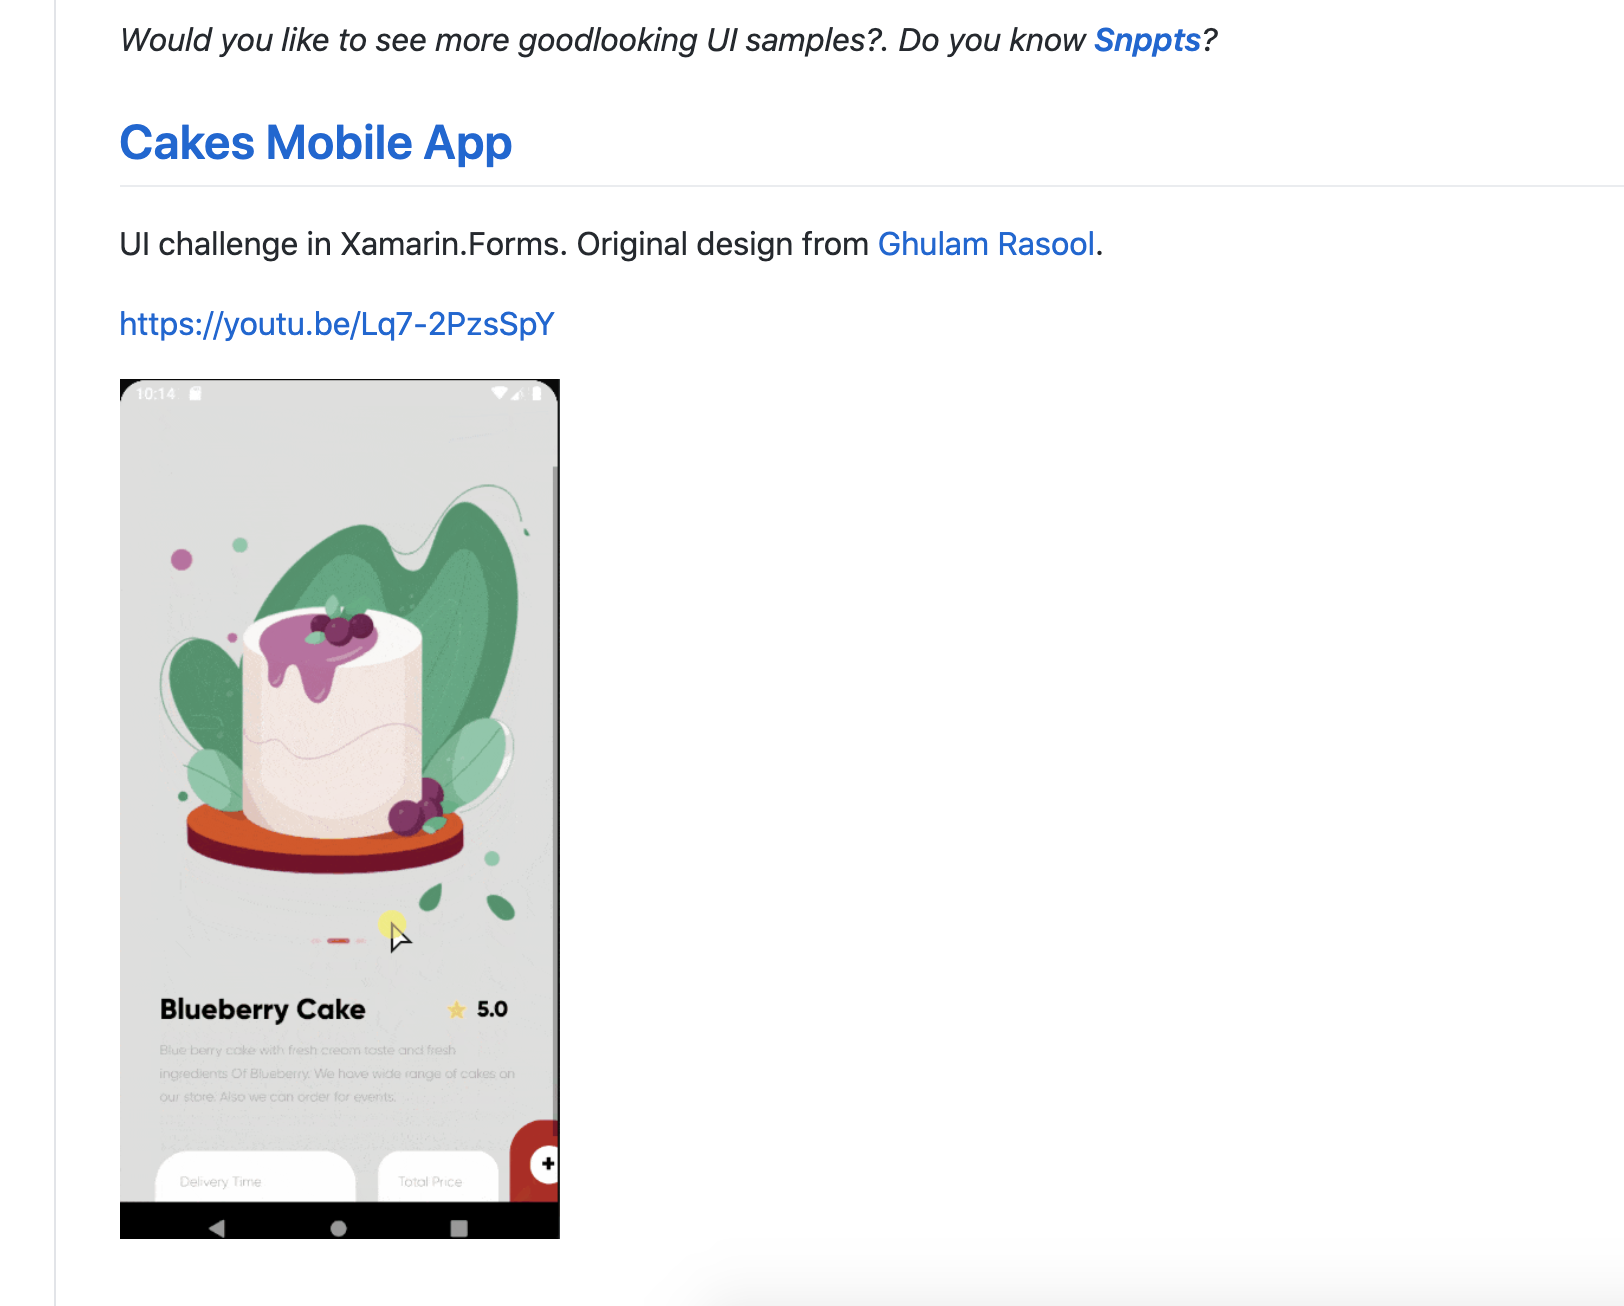 Would you like to see more goodlooking UI samples?. Do you know Snppts?
Cakes Mobile App
UI challenge in Xamarin.Forms. Original design from Ghulam Rasool.
https://youtu.be/Lq7-2PzsSpY
10:14
Blueberry Cake 5.0
Blue berry cake with fresh cream taste and fresh
ingredients Of Blueberry. We have wide range of cakes on
our store. Also we can order for events.
Delivery Time Total Price